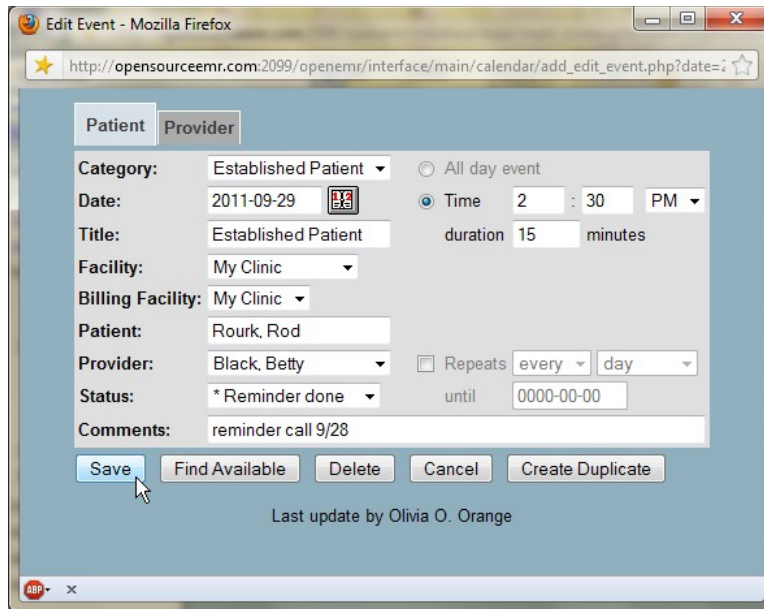 Edit Event - Mozilla Firefox
http://opensourceemr.com:2099/openemr/interface/main/calendar/add_edit_event.php?date=2
Patient Provider
Category: Established Patient All day event
Date: 2011-09-29 Time 2 : 30 PM
Title: Established Patient duration 15 minutes
Facility: My Clinic
Billing Facility: My Clinic
Patient: Rourk, Rod
Provider: Black, Betty Repeats every day
Status: * Reminder done until 0000-00-00
Comments: reminder call 9/28
Save Find Available Delete Cancel Create Duplicate
Last update by Olivia O. Orange
ABP